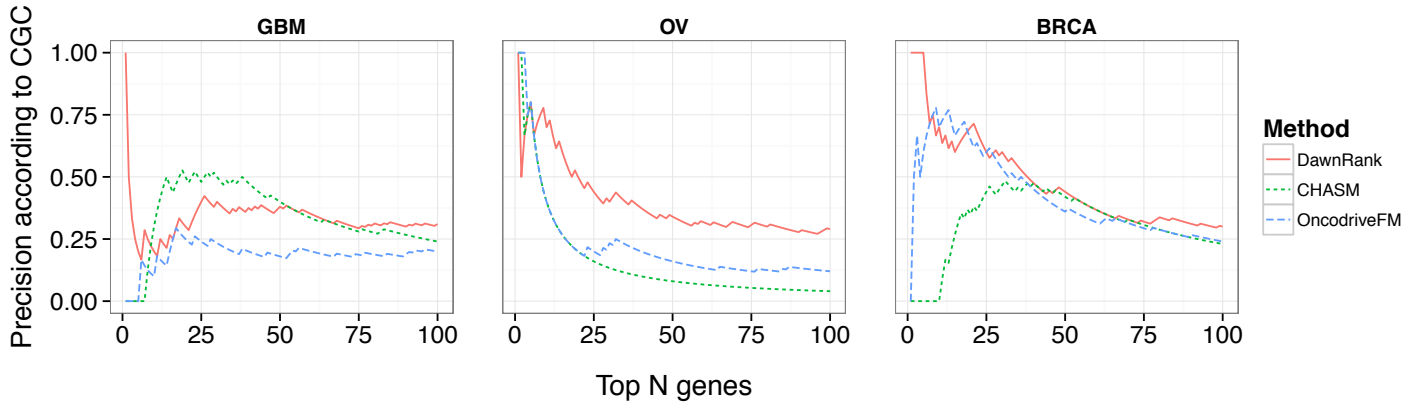 GBM
OV
BRCA
Precision according to CGC
1.00
0.75
0.50
0.25
0.00
0 25 50 75 100
0 25 50 75 100
0 25 50 75 100
Top N genes
Method
DawnRank
CHASM
OncodriveFM